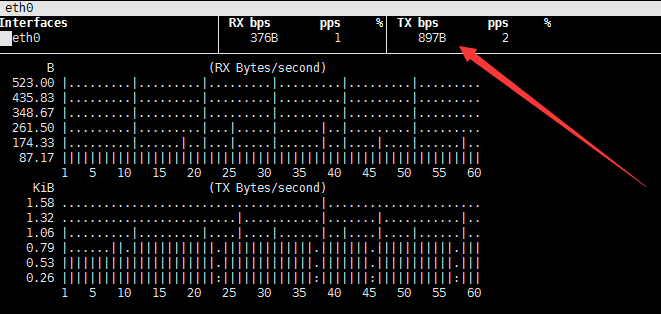 eth0
Interfaces RX bps pps % TX bps pps %
eth0 376B 1 897B 2
B (RX Bytes/second)
523.00 |.........|.........|.........|.........|.........|.........
435.83 |.........|.........|.........|.........|.........|.........
348.67 |.........|.........|.........|.........|.........|.........
261.50 |.........|.........|...|.....|......|..|.........|.........
174.33 |.........|......|..|...|.....|......|..|....|....|......|..
87.17 ||||||||||||||||||||||||||||||||||||||||||||||||||||||||||||
1 5 10 15 20 25 30 35 40 45 50 55 60
KiB (TX Bytes/second)
1.58 .....................................|......................
1.32 .........................|...........|.......|...........|..
1.06 |.........|.........|....|....|......|..|....|....|......|..
0.79 |......||.||||||||||||.|||||||||||||.|||||||.||||||||||||.|||
0.53 ||||||||||||||||||||||.|||||||||||||.|||||||.|||||||||||.|||
0.26 ||||||||||||||||||||||:|||||||||||||:|||||||:|||||||||||:|||
1 5 10 15 20 25 30 35 40 45 50 55 60